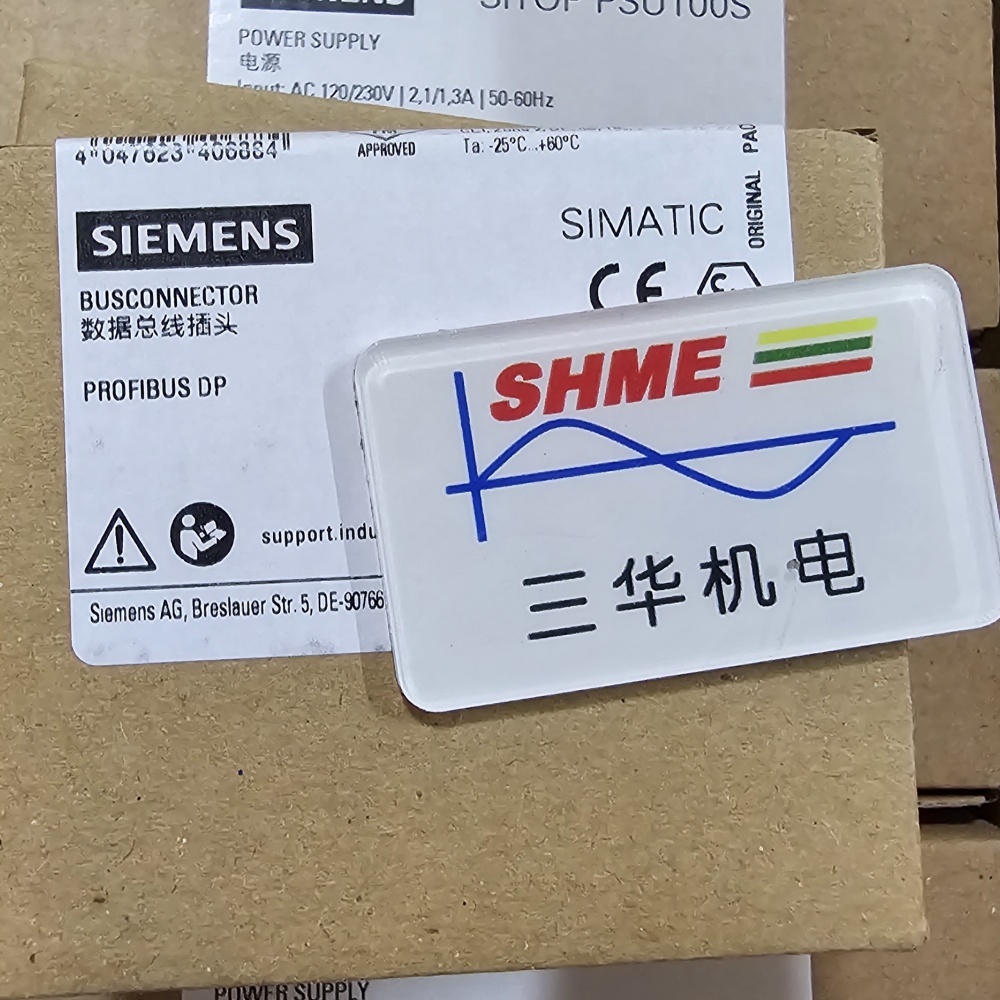 SIEMENS
SITOP PSU100S
POWER SUPPLY
电源
Input: AC 120/230V | 2,1/1,3A | 50-60Hz
4 047623 406884
APPROVED
Ta: -25°C...+60°C
ORIGINAL
SIEMENS
SIMATIC
CE
BUSCONNECTOR
数据总线插头
PROFIBUS DP
support.indu
Siemens AG, Breslauer Str. 5, DE-90766
SHME
三华机电
POWER SUPPLY